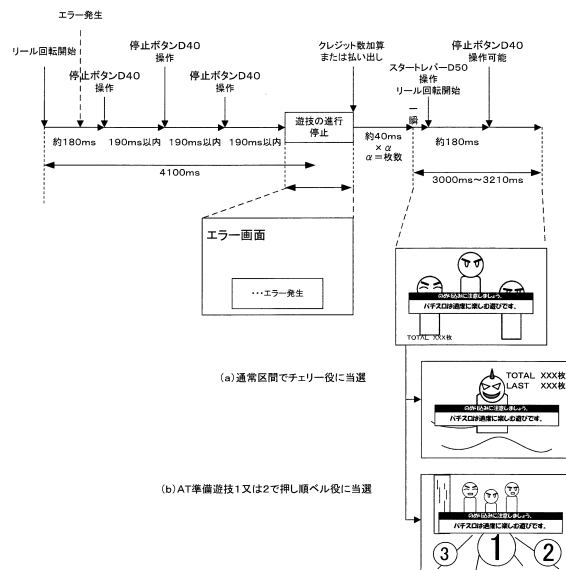 エラー発生
リール回転開始
停止ボタンD40
操作
停止ボタンD40
操作
停止ボタンD40
操作
クレジット数加算
または払い出し
停止ボタンD40
操作可能
スタートレバーD50
操作
リール回転開始
一瞬
遊技の進行
停止
約180ms
190ms以内
190ms以内
190ms以内
約40ms
×α
α=枚数
約180ms
4100ms
3000ms~3210ms
エラー画面
・・・エラー発生
のめり込みに注意しましょう。
パチスロは適度に楽しむ遊びです。
TOTAL XXX枚
(a)通常区間でチェリー役に当選
TOTAL XXX枚
LAST XXX枚
のめり込みに注意しましょう。
パチスロは適度に楽しむ遊びです。
(b)AT準備遊技1又は2で押し順ベル役に当選
のめり込みに注意しましょう。
パチスロは適度に楽しむ遊びです。
3
1
2